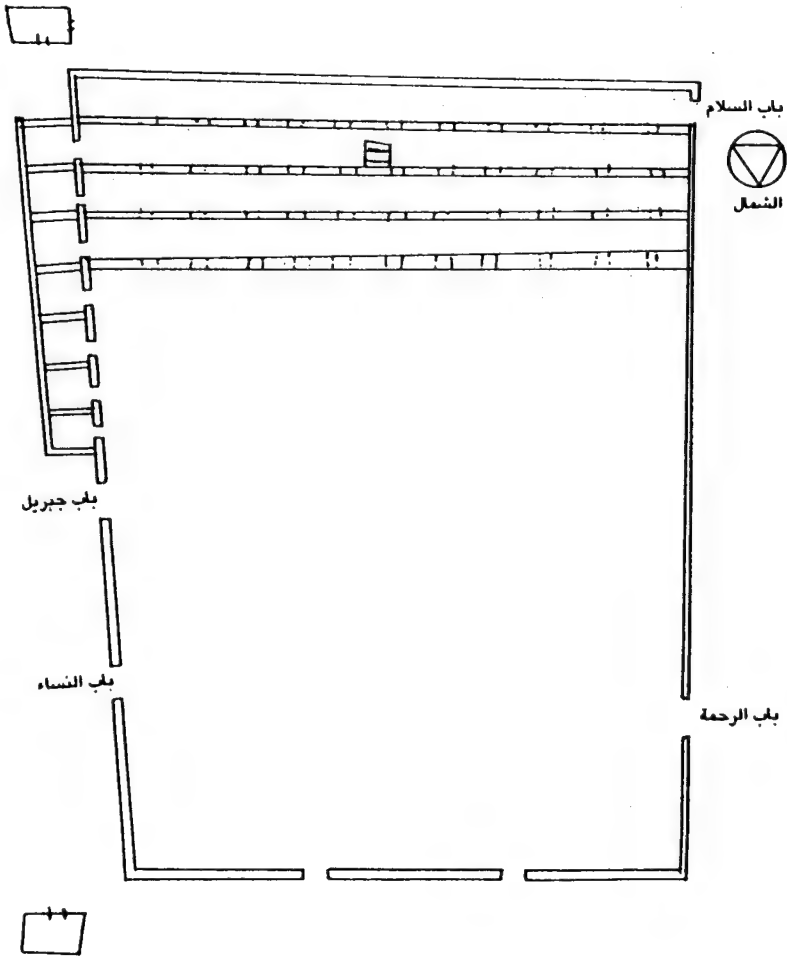 باب السلام
الشمال
باب جبريل
باب النساء
باب الرحمة